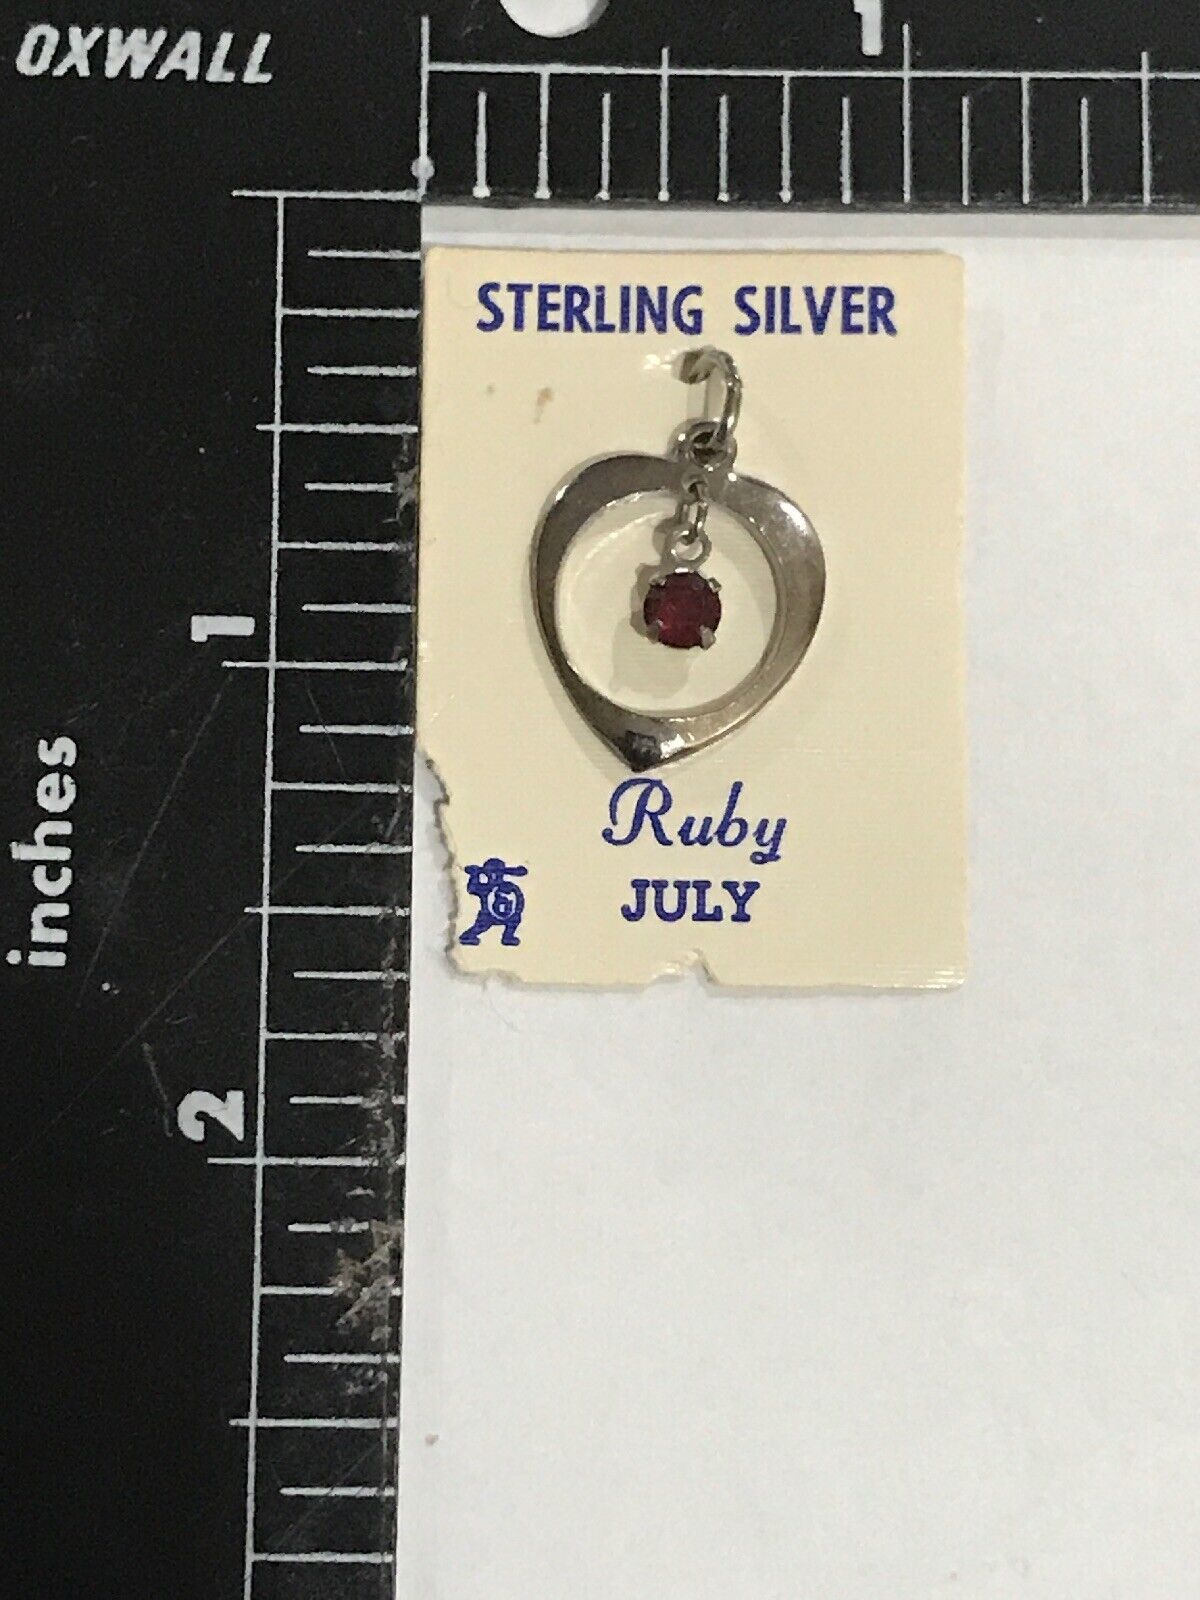 OXWALL
1
STERLING SILVER
1
Ruby
JULY
&
inches
2